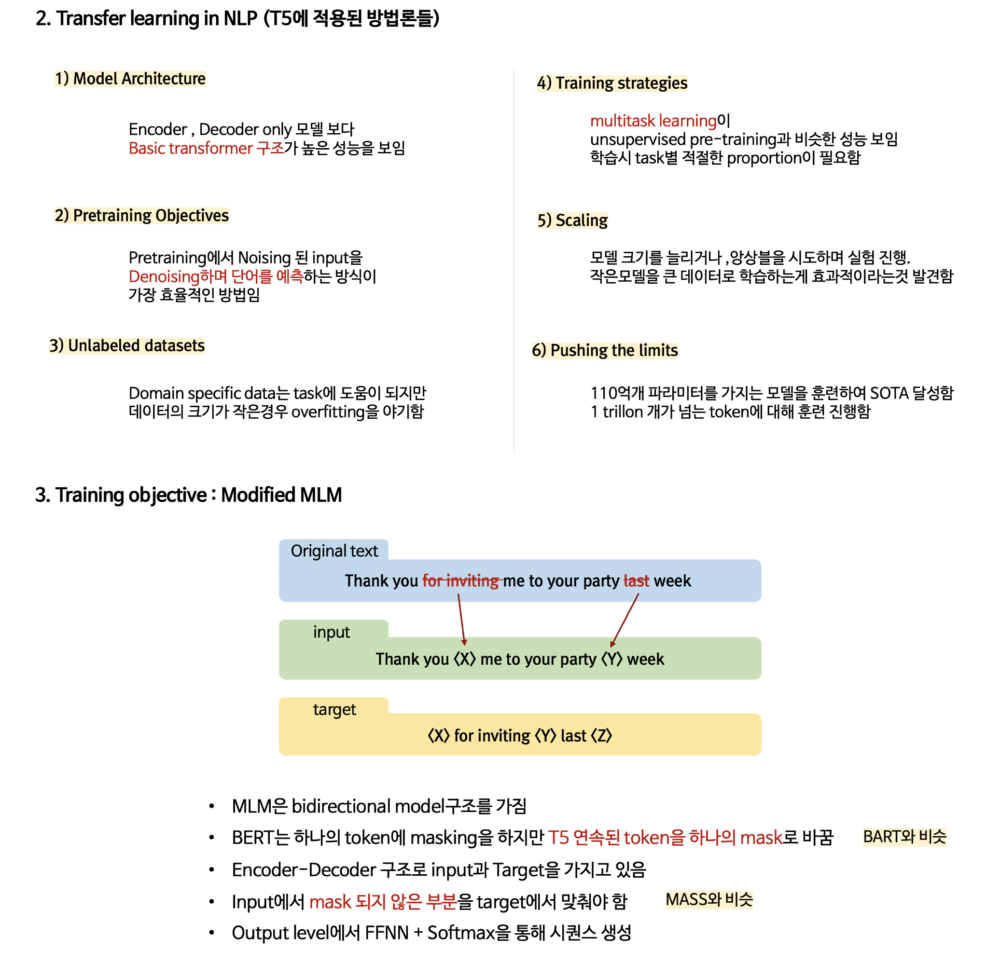 2. Transfer learning in NLP (T5에 적용된 방법론들)
1) Model Architecture
Encoder , Decoder only 모델 보다
Basic transformer 구조가 높은 성능을 보임
2) Pretraining Objectives
Pretraining에서 Noising 된 input을
Denoising하며 단어를 예측하는 방식이
가장 효율적인 방법임
3) Unlabeled datasets
Domain specific data는 task에 도움이 되지만
데이터의 크기가 작은경우 overfitting을 야기함
4) Training strategies
multitask learning이
unsupervised pre-training과 비슷한 성능 보임
학습시 task별 적절한 proportion이 필요함
5) Scaling
모델 크기를 늘리거나 ,앙상블을 시도하며 실험 진행.
작은모델을 큰 데이터로 학습하는게 효과적이라는것 발견함
6) Pushing the limits
110억개 파라미터를 가지는 모델을 훈련하여 SOTA 달성함
1 trillon 개가 넘는 token에 대해 훈련 진행함
3. Training objective : Modified MLM
Original text
Thank you for inviting me to your party last week
input
Thank you 〈X〉 me to your party 〈Y〉 week
target
〈X〉 for inviting 〈Y〉 last 〈Z〉
• MLM은 bidirectional model구조를 가짐
• BERT는 하나의 token에 masking을 하지만 T5 연속된 token을 하나의 mask로 바꿈 BART와 비슷
• Encoder-Decoder 구조로 input과 Target을 가지고 있음
• Input에서 mask 되지 않은 부분을 target에서 맞춰야 함 MASS와 비슷
• Output level에서 FFNN + Softmax을 통해 시퀀스 생성